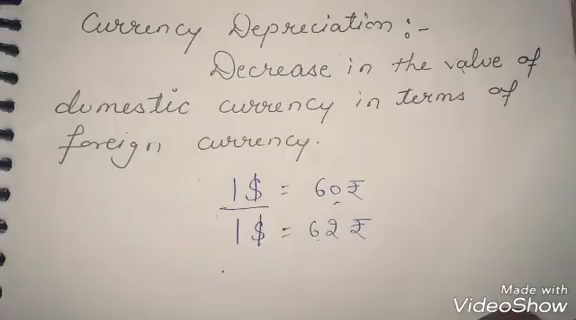 Currency Depreciation:-
Decrease in the value of
domestic currency in terms of
foreign currency.
1$ = 60₹
1$ = 62₹
Made with
VideoShow